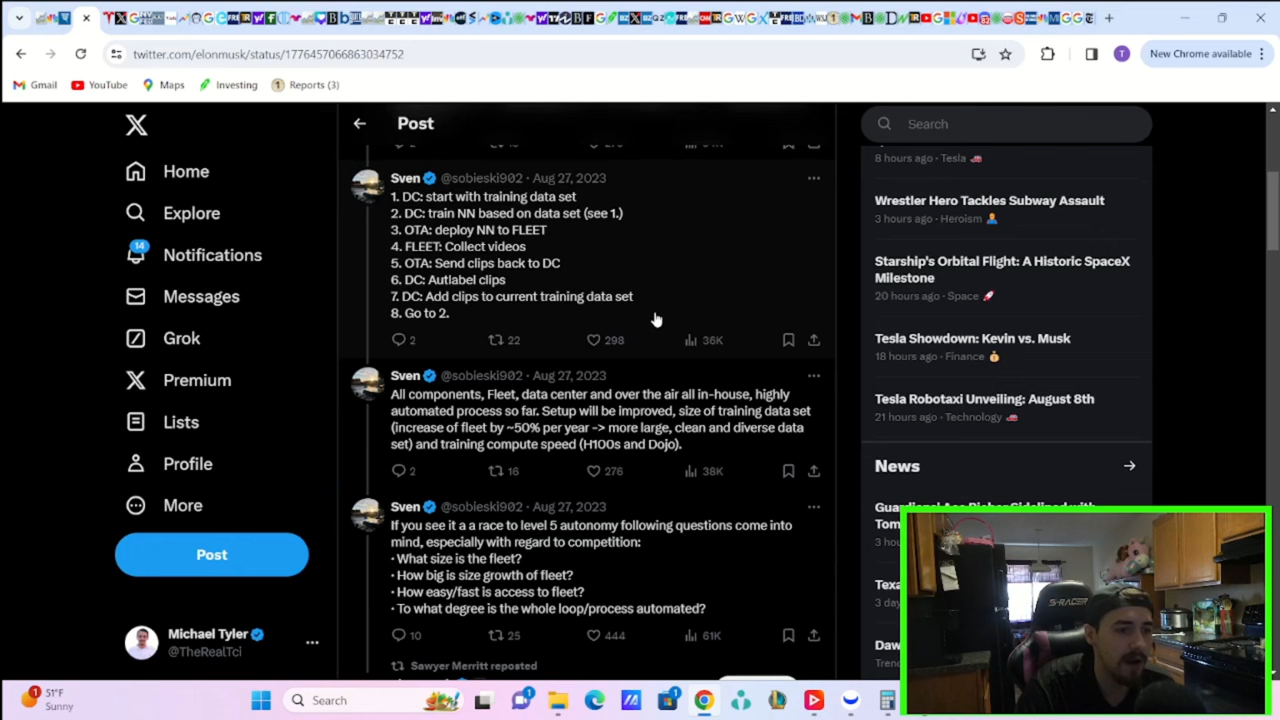 twitter.com/elonmusk/status/1776457066863034752
New Chrome available
Gmail
YouTube
Maps
Investing
Reports (3)
Post
Search
Home
Explore
14
Notifications
Messages
Grok
Premium
Lists
Profile
More
Post
Michael Tyler
@TheRealTci
Sven @sobieski902 · Aug 27, 2023
1. DC: start with training data set
2. DC: train NN based on data set (see 1.)
3. OTA: deploy NN to FLEET
4. FLEET: Collect videos
5. OTA: Send clips back to DC
6. DC: Autlabel clips
7. DC: Add clips to current training data set
8. Go to 2.
2 22 298 36K
Sven @sobieski902 · Aug 27, 2023
All components, Fleet, data center and over the air all in-house, highly
automated process so far. Setup will be improved, size of training data set
(increase of fleet by ~50% per year -> more large, clean and diverse data
set) and training compute speed (H100s and Dojo).
2 16 276 38K
Sven @sobieski902 · Aug 27, 2023
If you see it a a race to level 5 autonomy following questions come into
mind, especially with regard to competition:
· What size is the fleet?
· How big is size growth of fleet?
· How easy/fast is access to fleet?
· To what degree is the whole loop/process automated?
10 25 444 61K
Sawyer Merritt reposted
8 hours ago · Tesla 🚗
Wrestler Hero Tackles Subway Assault
3 hours ago · Heroism
Starship's Orbital Flight: A Historic SpaceX
Milestone
20 hours ago · Space 🚀
Tesla Showdown: Kevin vs. Musk
18 hours ago · Finance 💰
Tesla Robotaxi Unveiling: August 8th
21 hours ago · Technology 🚗
News
S-RACER
51°F
Sunny
Search